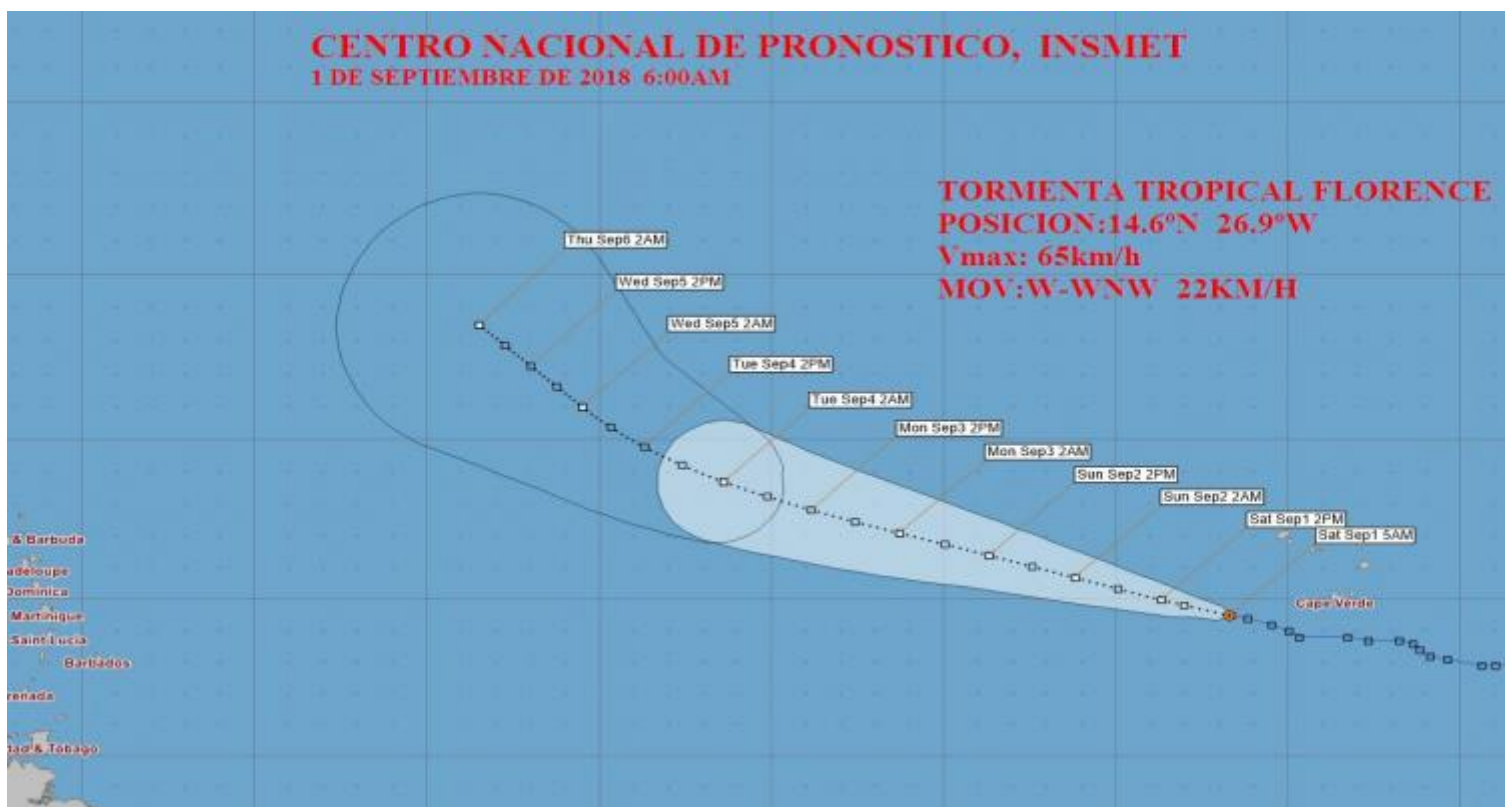 CENTRO NACIONAL DE PRONOSTICO, INSMET
1 DE SEPTIEMBRE DE 2018 6:00AM
TORMENTA TROPICAL FLORENCE
POSICION:14.6ºN 26.9ºW
Vmax: 65km/h
MOV:W-WNW 22KM/H
Thu Sep6 2AM
Wed Sep5 2PM
Wed Sep5 2AM
Tue Sep4 2PM
Tue Sep4 2AM
Mon Sep3 2PM
Mon Sep3 2AM
Sun Sep2 2PM
Sun Sep2 2AM
Sat Sep1 2PM
Sat Sep1 5AM
Cape Verde
& Barbuda
adeloupe
Dominica
Martinique
Saint Lucia
Barbados
renada
dad & Tobago